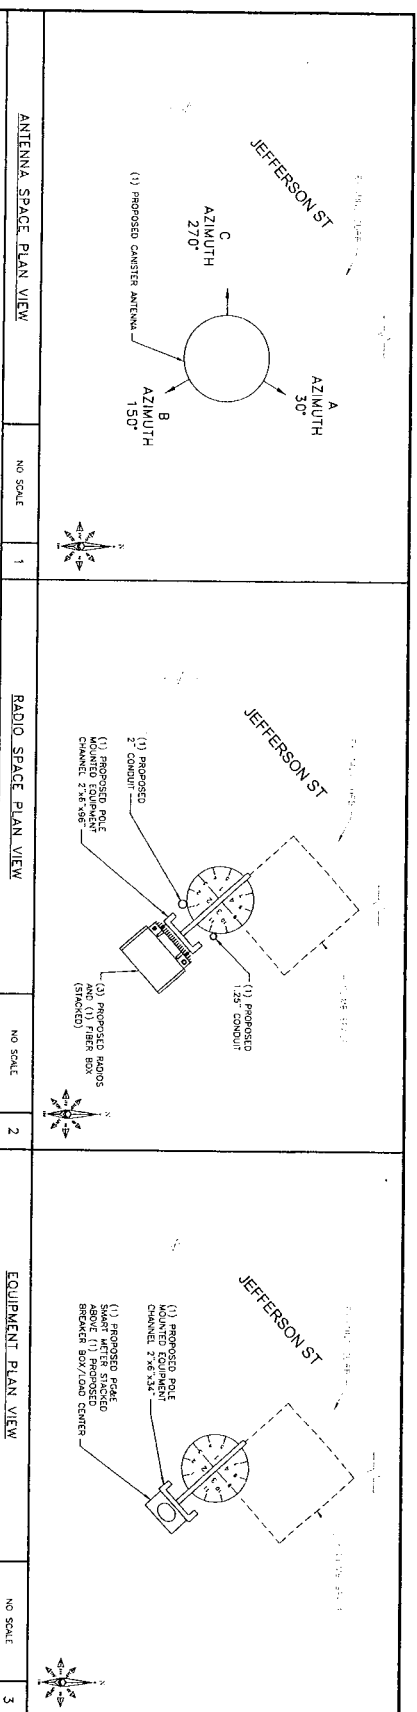 JEFFERSON ST
A
AZIMUTH
30°
C
AZIMUTH
270°
B
AZIMUTH
150°
(1) PROPOSED CANISTER ANTENNA
N
ANTENNA SPACE PLAN VIEW
NO SCALE
1
JEFFERSON ST
(1) PROPOSED
2" CONDUIT
(1) PROPOSED POLE
MOUNTED EQUIPMENT
CHANNEL 2"x6"x96"
(1) PROPOSED
1.25" CONDUIT
(3) PROPOSED RADIOS
AND (1) FIBER BOX
(STACKED)
N
RADIO SPACE PLAN VIEW
NO SCALE
2
JEFFERSON ST
(1) PROPOSED POLE
MOUNTED EQUIPMENT
CHANNEL 2"x6"x34"
(1) PROPOSED PG&E
SMART METER STACKED
ABOVE (1) PROPOSED
BREAKER BOX/LOAD CENTER
N
EQUIPMENT PLAN VIEW
NO SCALE
3